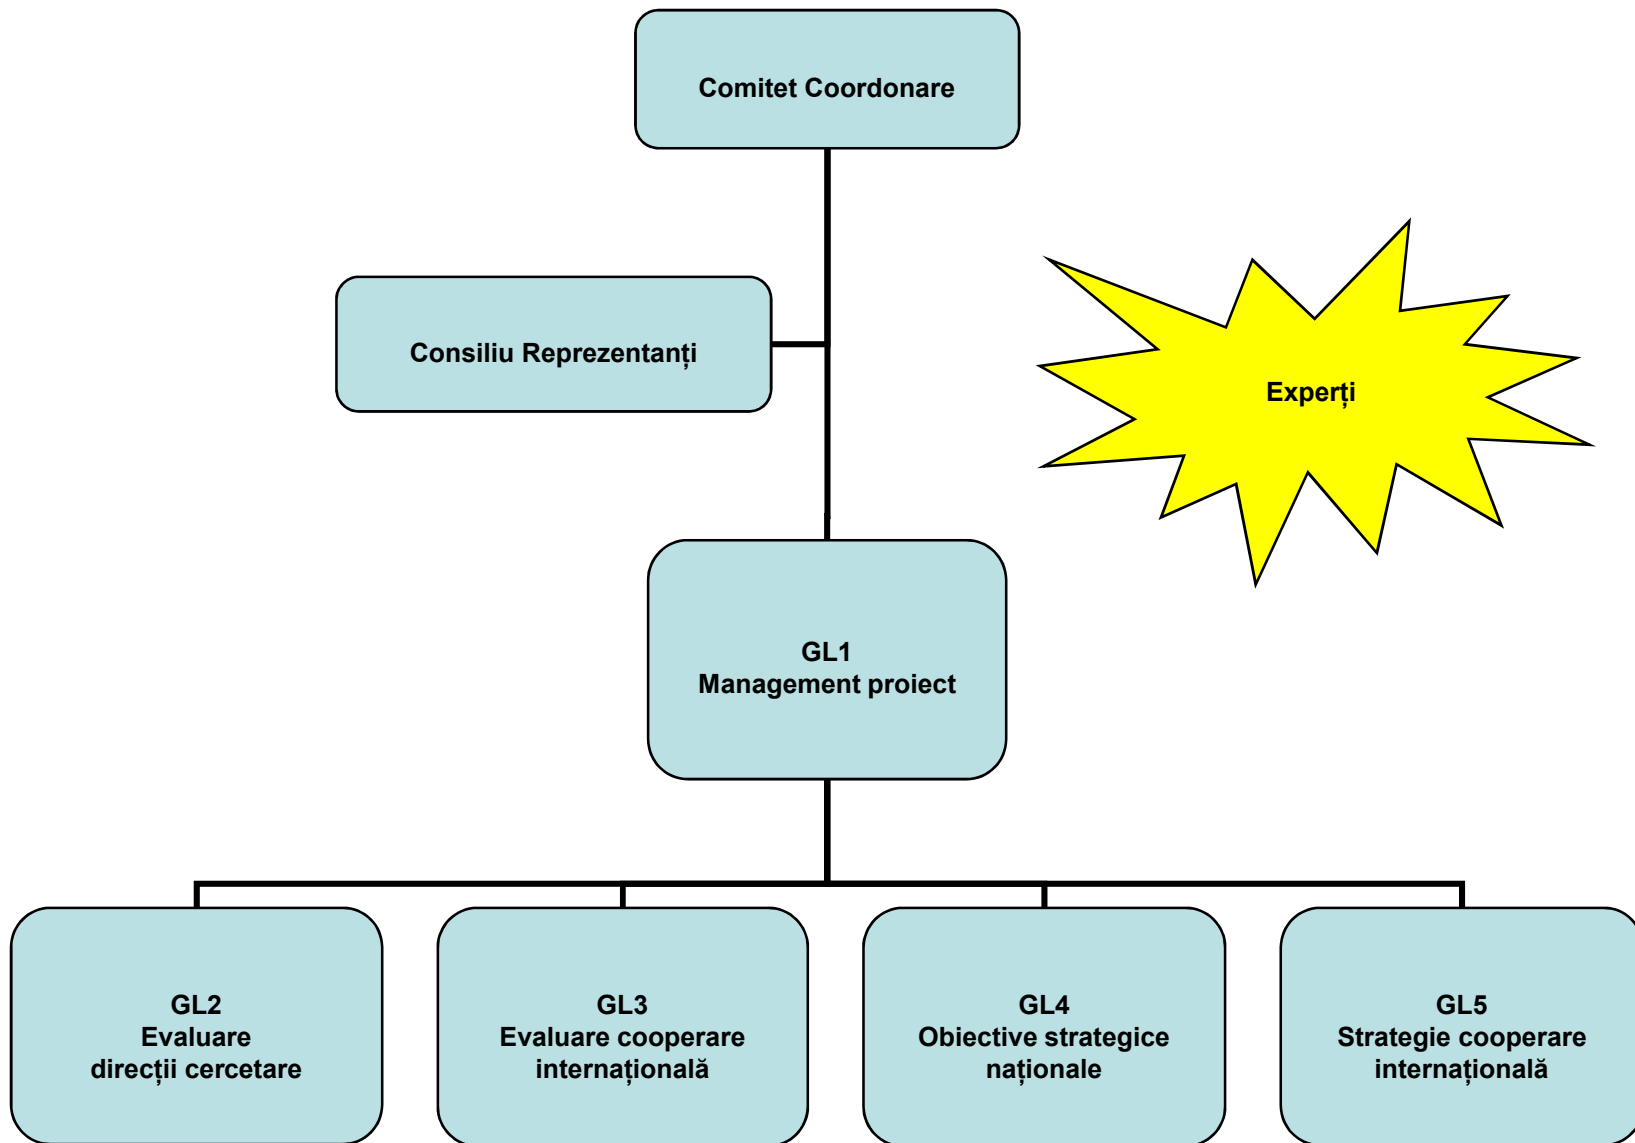 Comitet Coordonare
Consiliu Reprezentanți
Experți
GL1
Management proiect
GL2
Evaluare
direcții cercetare
GL3
Evaluare cooperare
internațională
GL4
Obiective strategice
naționale
GL5
Strategie cooperare
internațională